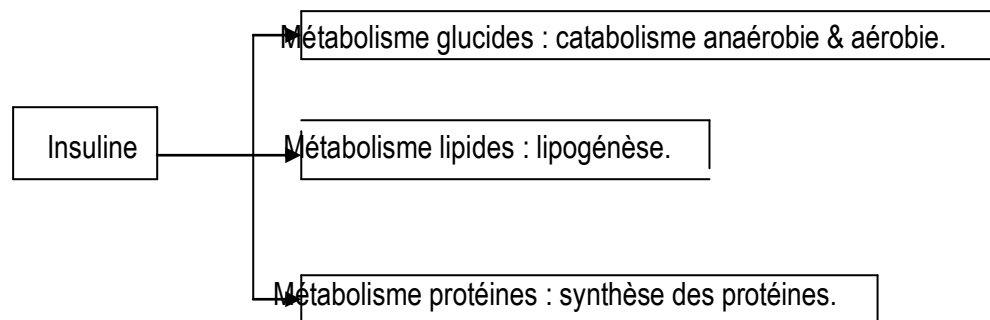 Métabolisme glucides : catabolisme anaérobie & aérobie.
Insuline
Métabolisme lipides : lipogénèse.
Métabolisme protéines : synthèse des protéines.